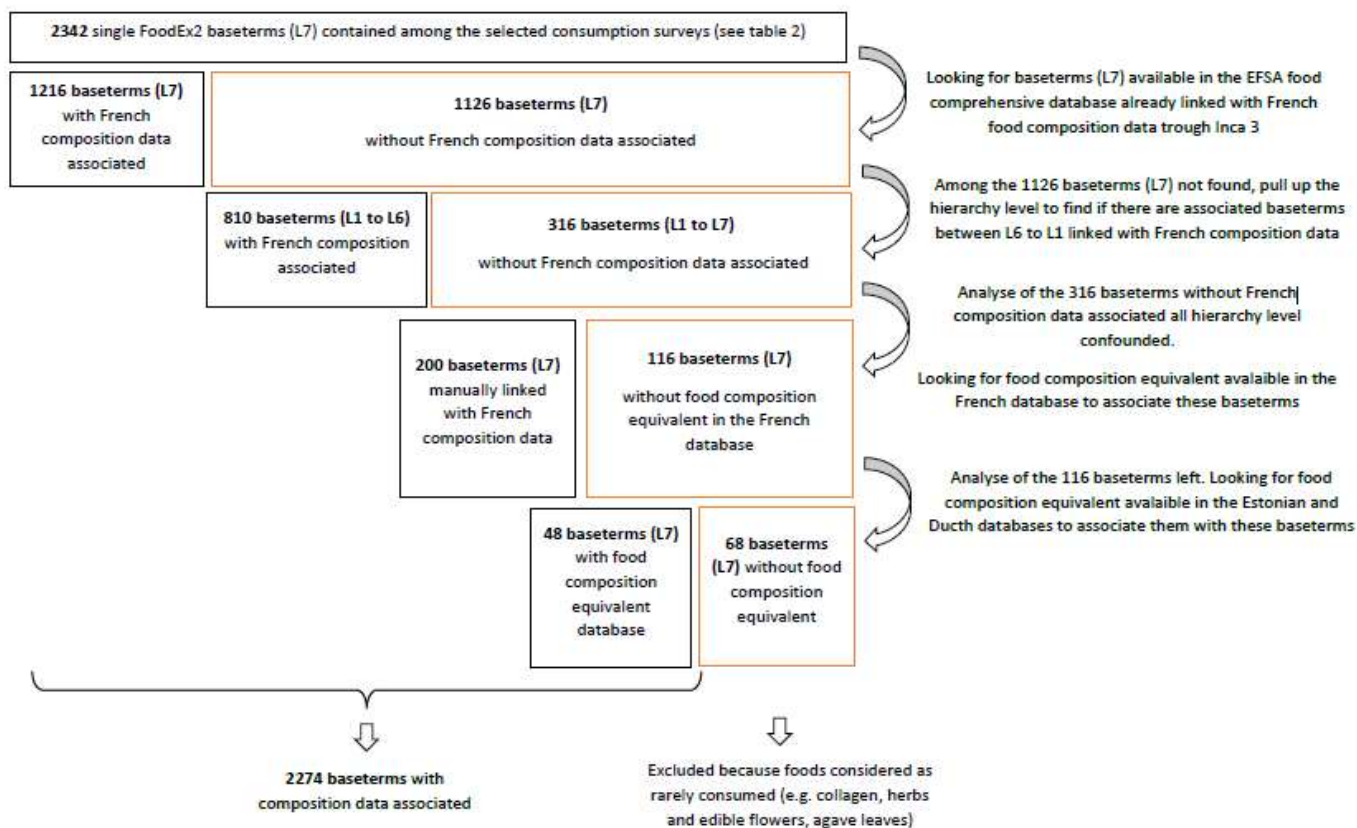 2342 single FoodEx2 baseterms (L7) contained among the selected consumption surveys (see table 2)
Looking for baseterms (L7) available in the EFSA food
comprehensive database already linked with French
food composition data trough Inca 3
1216 baseterms (L7)
with French
composition data
associated
1126 baseterms (L7)
without French composition data associated
Among the 1126 baseterms (L7) not found, pull up the
hierarchy level to find if there are associated baseterms
between L6 to L1 linked with French composition data
810 baseterms (L1 to L6)
with French composition
associated
316 baseterms (L1 to L7)
without French composition data associated
Analyse of the 316 baseterms without French
composition data associated all hierarchy level
confounded.
Looking for food composition equivalent avalaible in the
French database to associate these baseterms
200 baseterms (L7)
manually linked
with French
composition data
116 baseterms (L7)
without food composition
equivalent in the French
database
Analyse of the 116 baseterms left. Looking for food
composition equivalent avalaible in the Estonian and
Ducth databases to associate them with these baseterms
48 baseterms (L7)
with food
composition
equivalent
database
68 baseterms
(L7) without food
composition
equivalent
2274 baseterms with
composition data associated
Excluded because foods considered as
rarely consumed (e.g. collagen, herbs
and edible flowers, agave leaves)